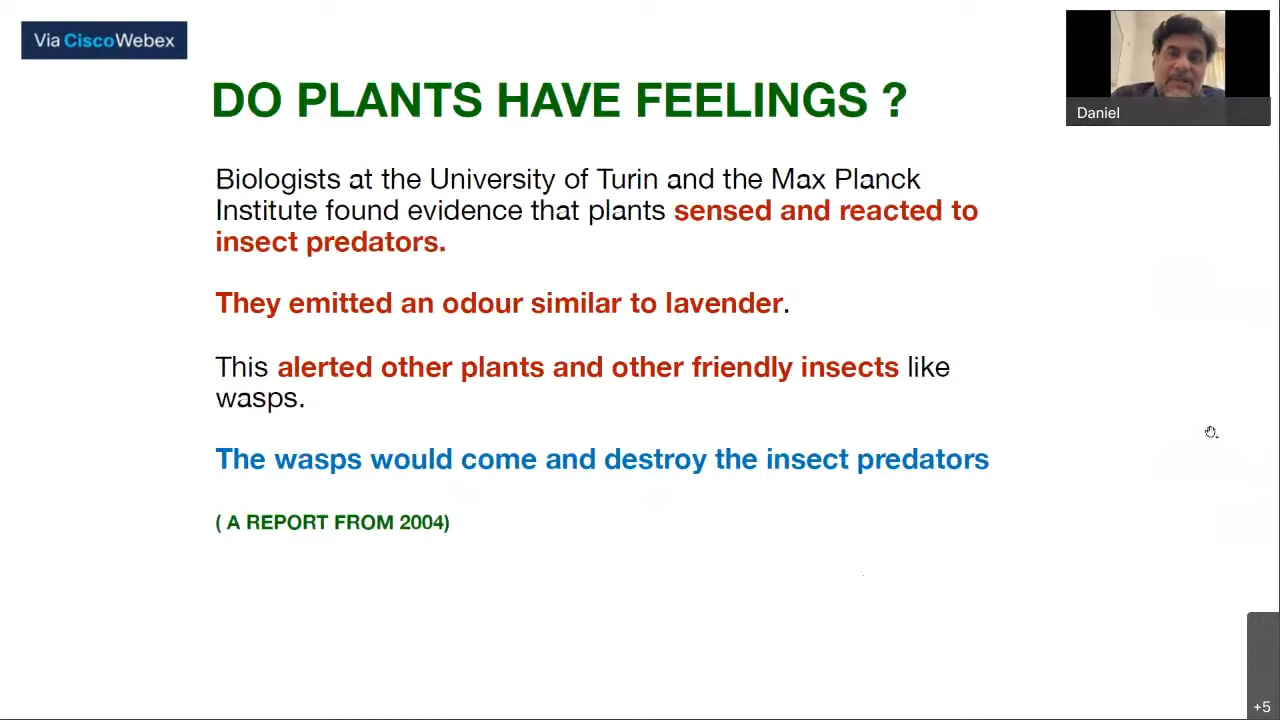 Via CiscoWebex
Daniel
DO PLANTS HAVE FEELINGS ?
Biologists at the University of Turin and the Max Planck
Institute found evidence that plants sensed and reacted to
insect predators.
They emitted an odour similar to lavender.
This alerted other plants and other friendly insects like
wasps.
The wasps would come and destroy the insect predators
( A REPORT FROM 2004)
+5